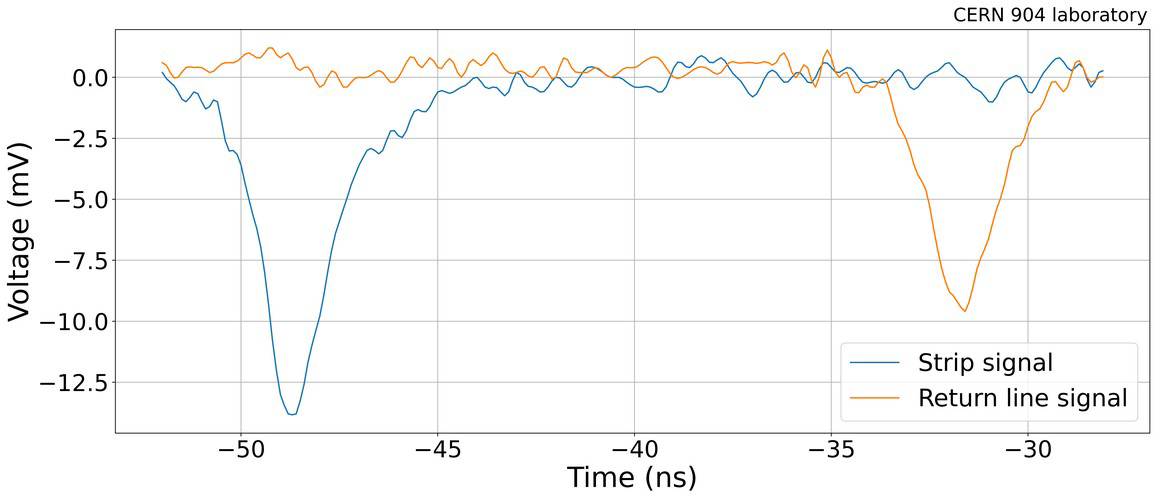 CERN 904 laboratory
0.0
−2.5
−5.0
−7.5
−10.0
−12.5
Voltage (mV)
Strip signal
Return line signal
−50 −45 −40 −35 −30
Time (ns)